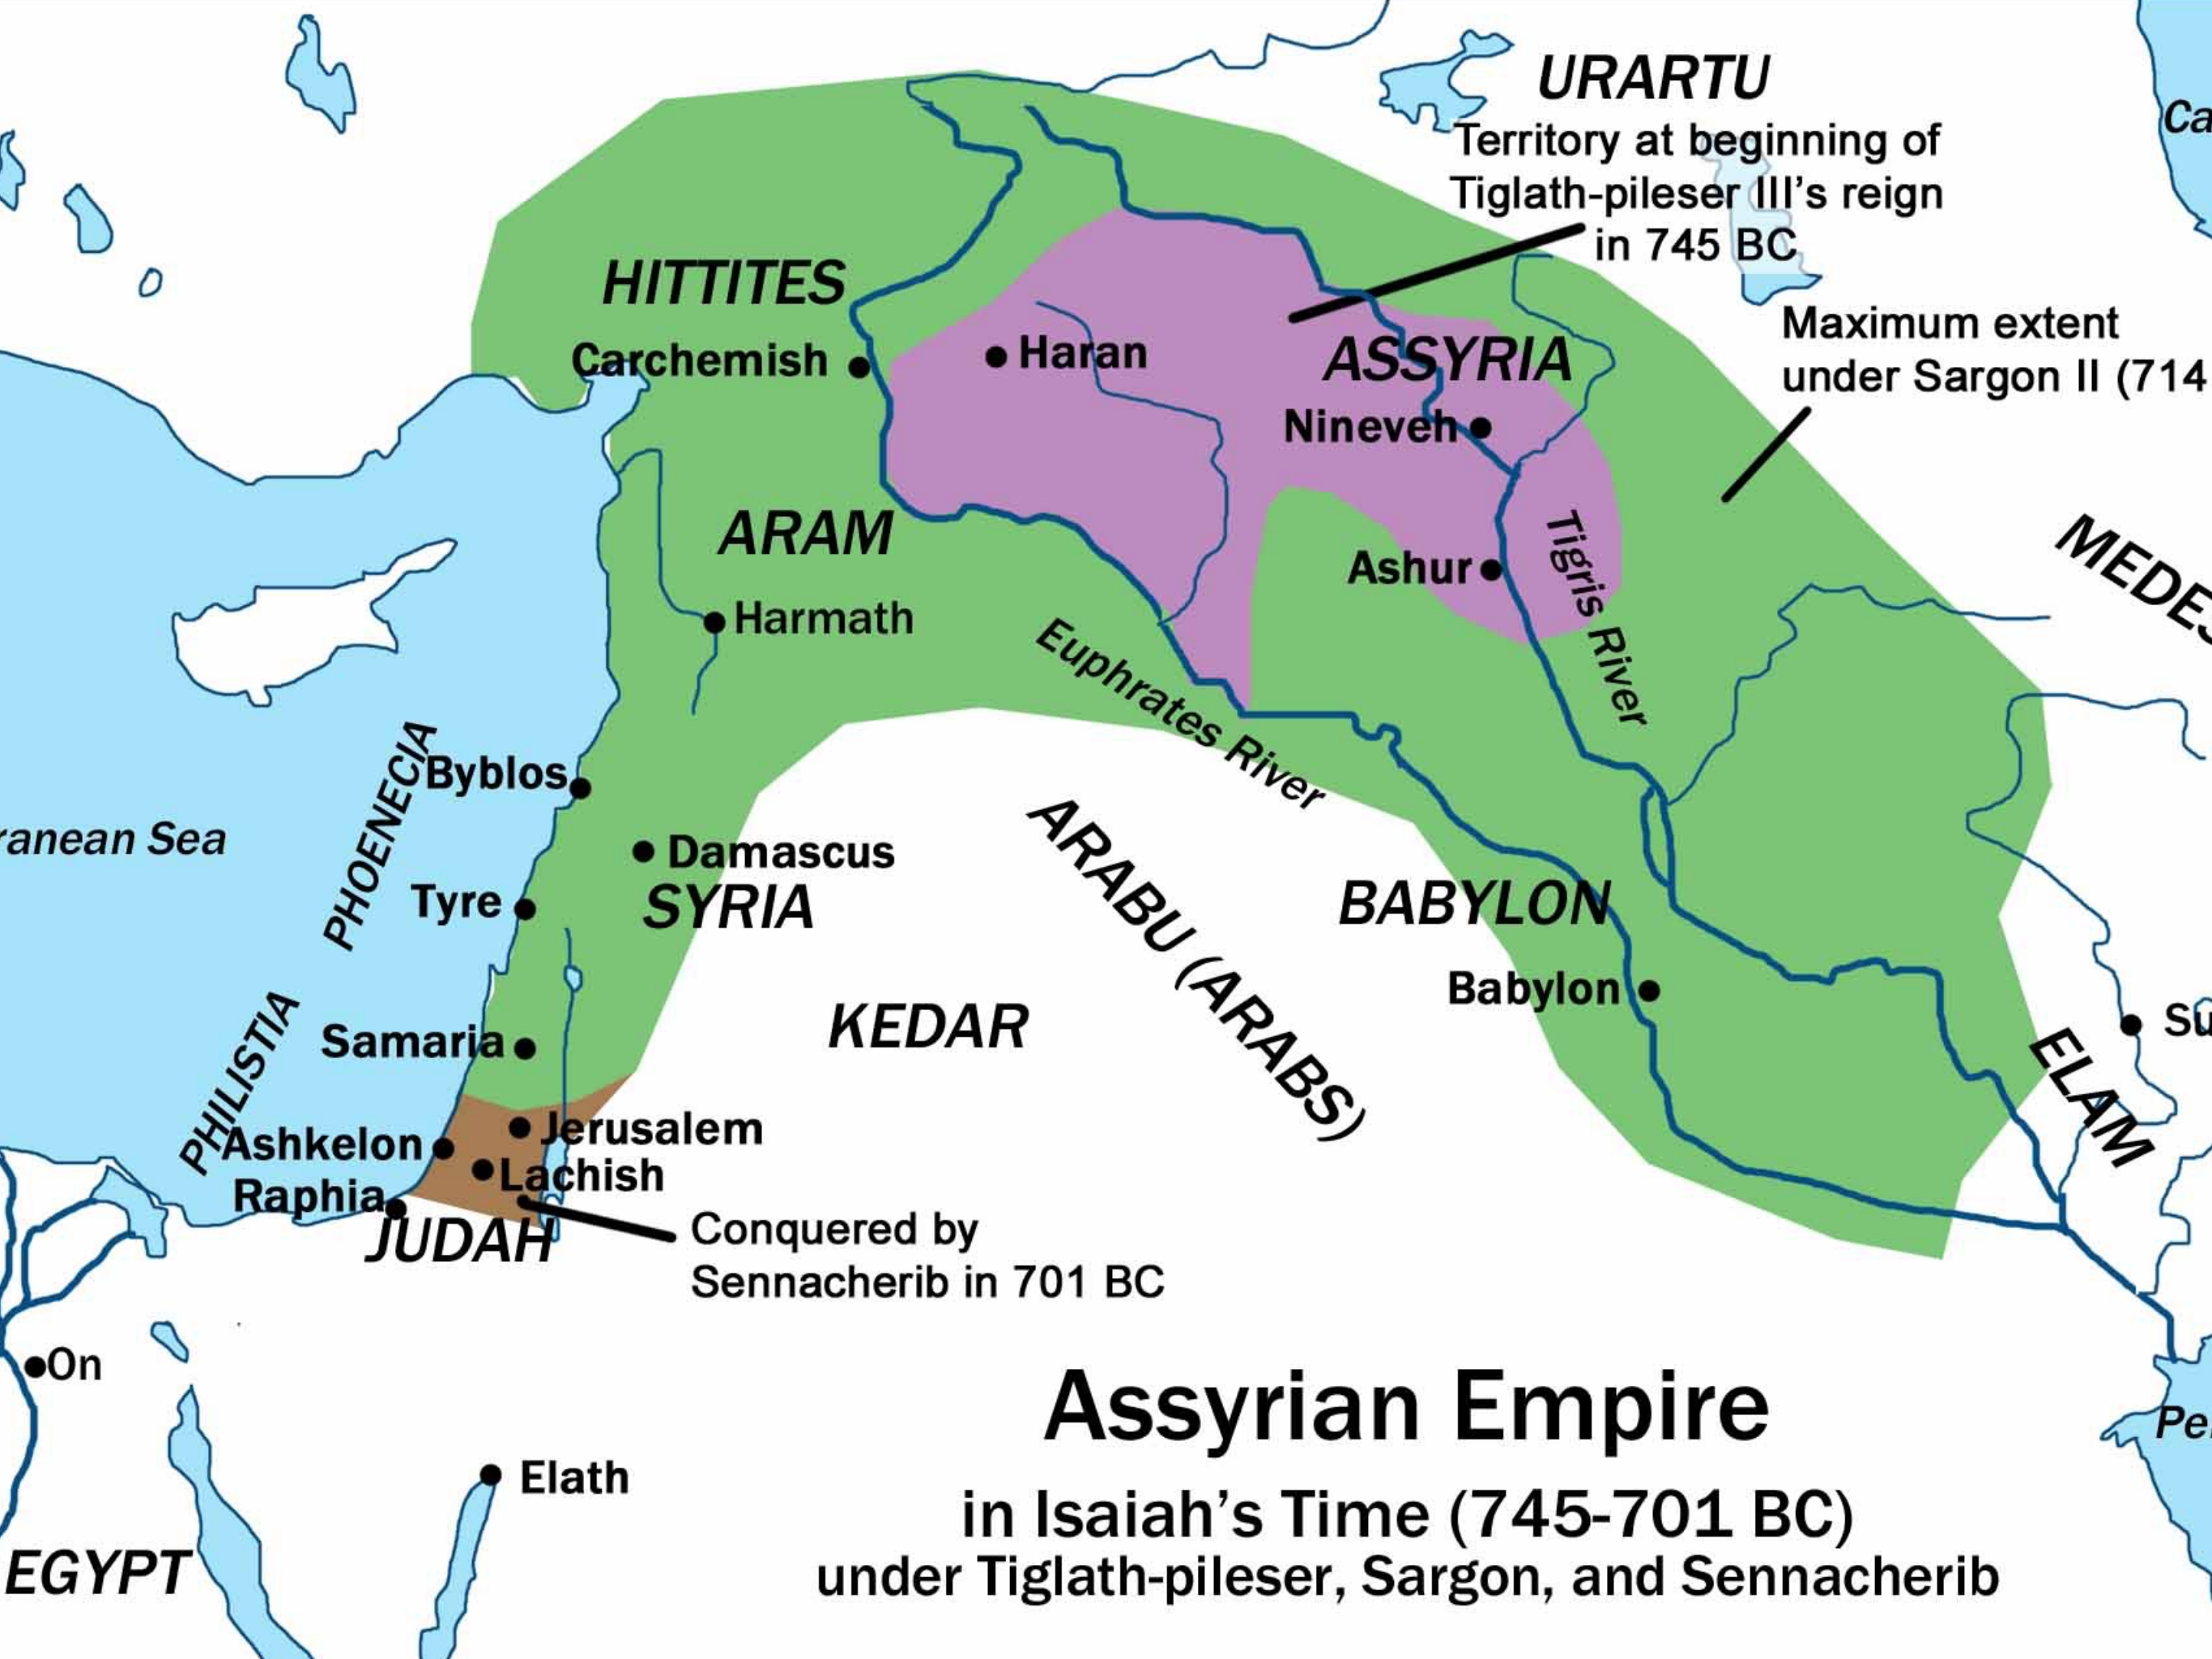 URARTU
Territory at beginning of
Tiglath-pileser III's reign
in 745 BC
Maximum extent
under Sargon II (714
HITTITES
Carchemish
Haran
ASSYRIA
Nineveh
MEDES
ARAM
Ashur
Tigris River
Harmath
Euphrates River
PHOENECIA
Byblos
ranean Sea
Damascus
Tyre
SYRIA
ARABU (ARABS)
BABYLON
Babylon
KEDAR
Samaria
ELAM
PHILISTIA
Jerusalem
Ashkelon
Lachish
Raphia
JUDAH
Conquered by
Sennacherib in 701 BC
On
Elath
EGYPT
Assyrian Empire
in Isaiah's Time (745-701 BC)
under Tiglath-pileser, Sargon, and Sennacherib